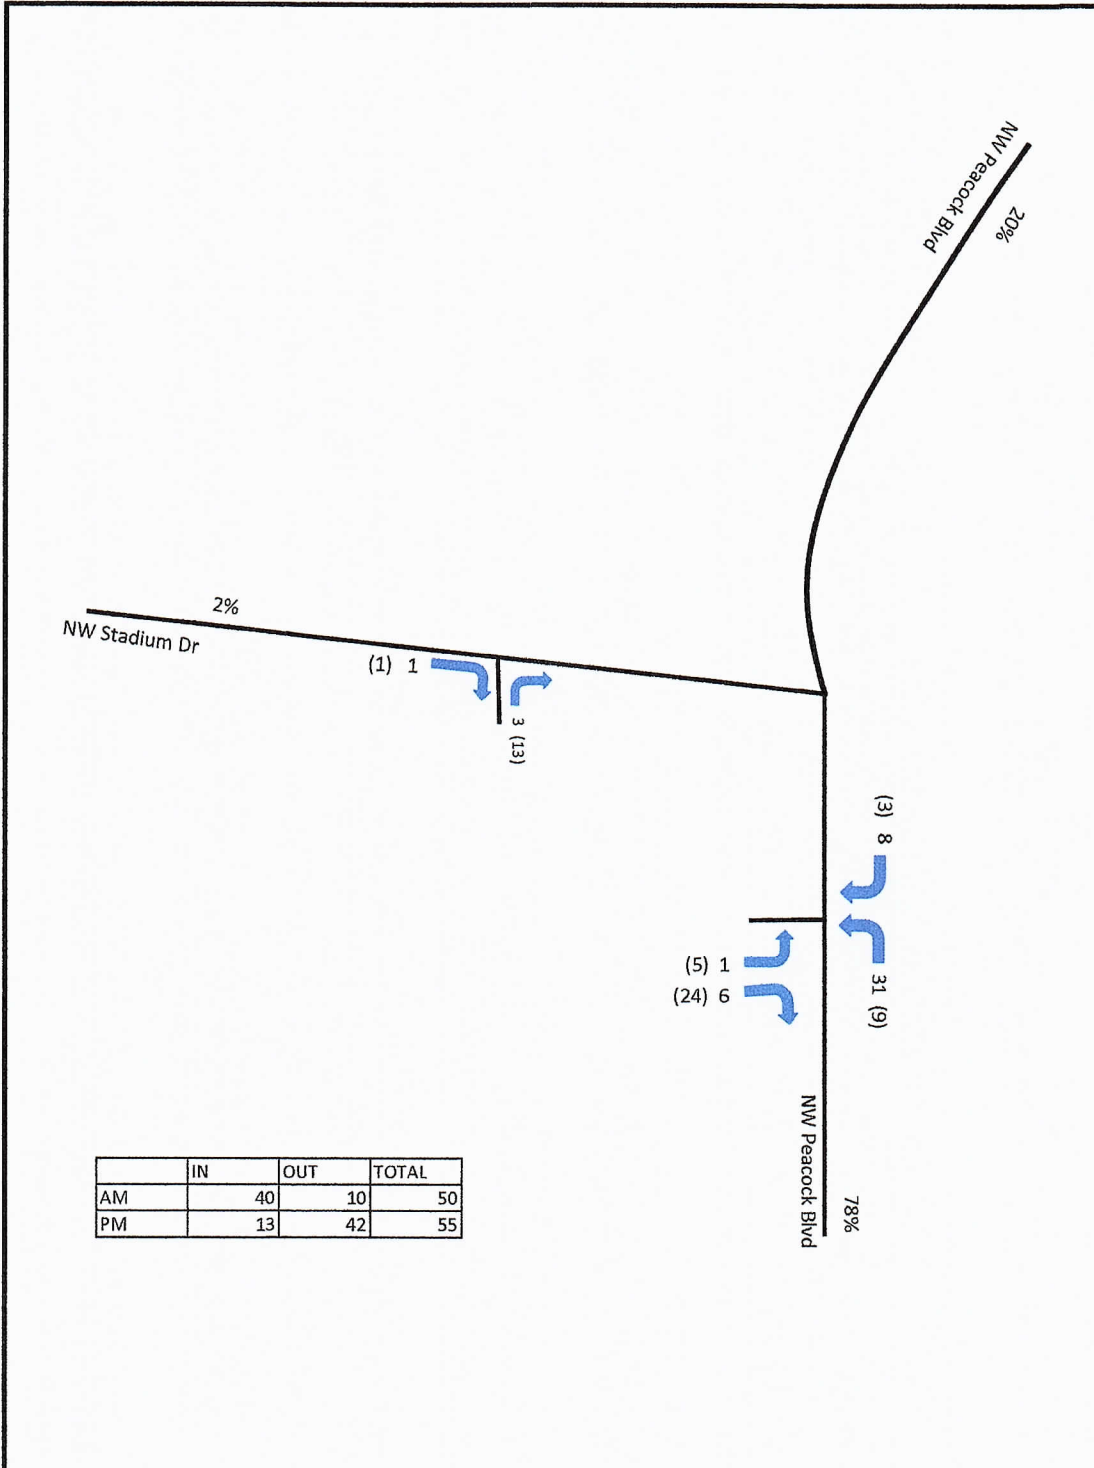 NW Peacock Blvd
20%
2%
NW Stadium Dr
(1) 1
3 (13)
(3) 8
31 (9)
(5) 1
(24) 6
NW Peacock Blvd
78%
IN OUT TOTAL
AM 40 10 50
PM 13 42 55